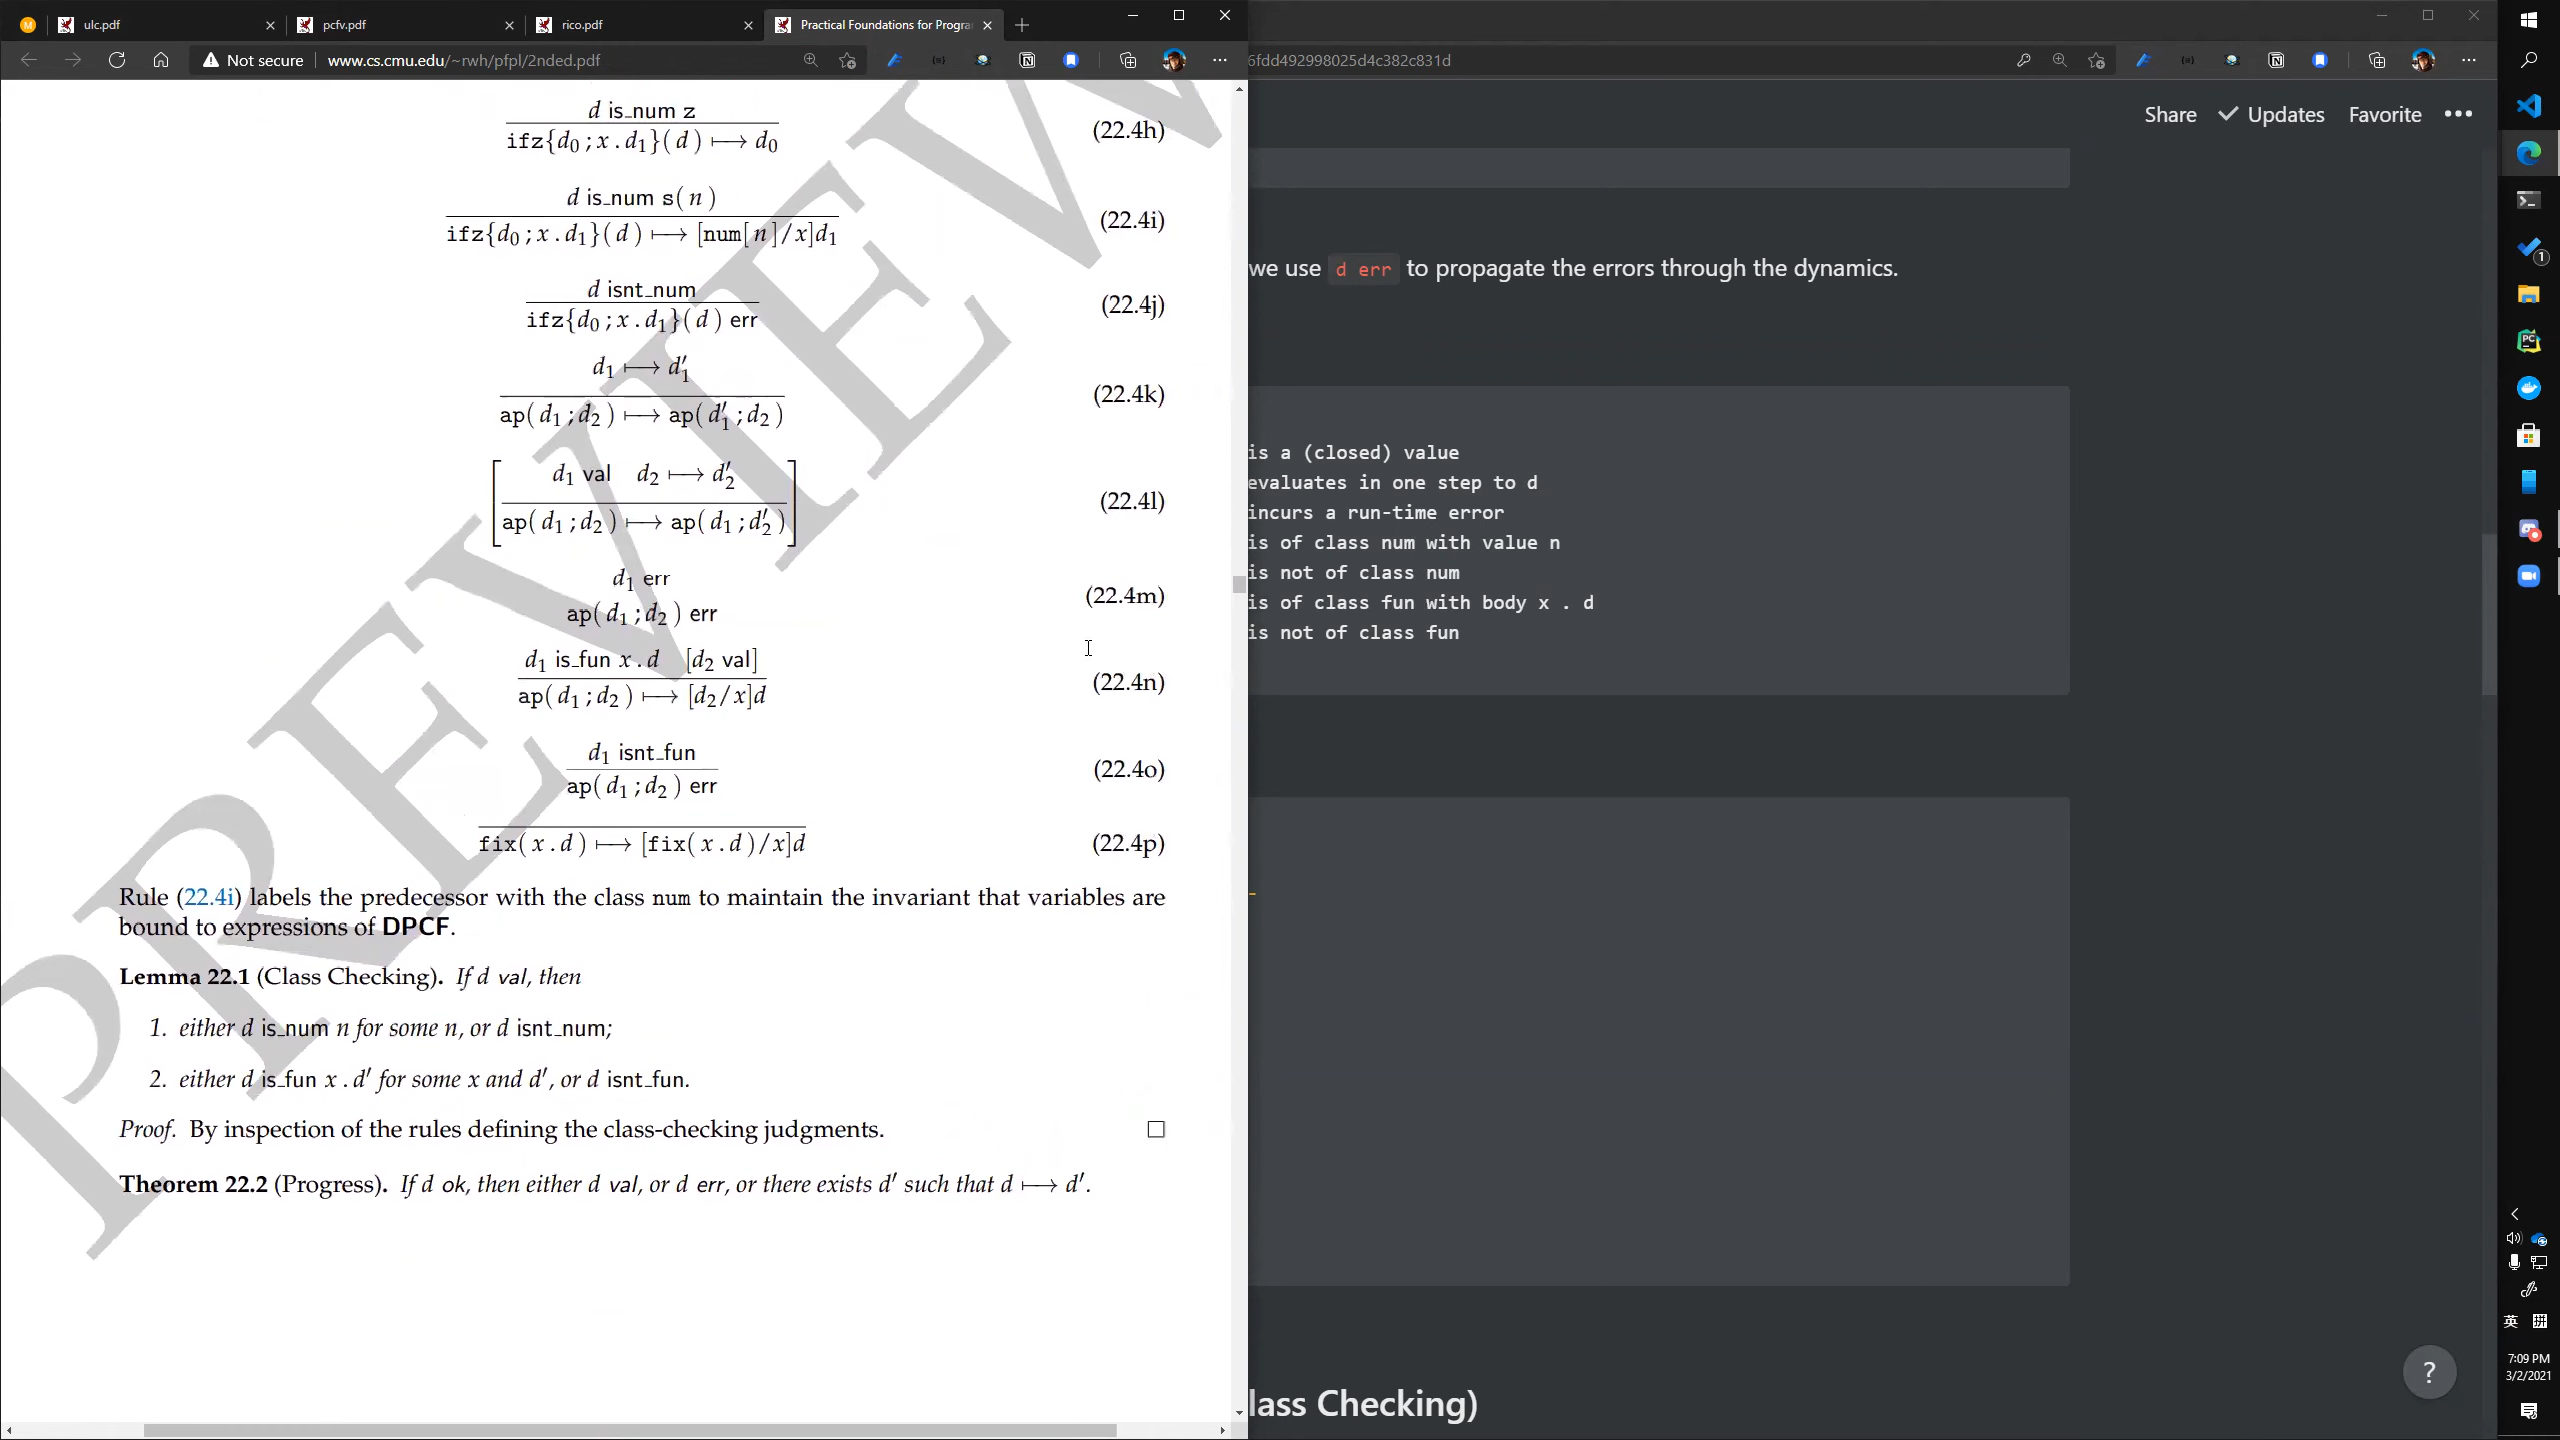 ulc.pdf
pcfv.pdf
rico.pdf
Practical Foundations for Progra
Not secure
www.cs.cmu.edu/~rwh/pfpl/2nded.pdf
6fdd492998025d4c382c831d
Share
Updates
Favorite
PREVIEW
d is_num z
ifz{d₀;x.d₁}(d) ⟼ d₀
(22.4h)
d is_num s(n)
ifz{d₀;x.d₁}(d) ⟼ [num[n]/x]d₁
(22.4i)
d isnt_num
ifz{d₀;x.d₁}(d) err
(22.4j)
d₁ ⟼ d₁′
ap(d₁;d₂) ⟼ ap(d₁′;d₂)
(22.4k)
[d₁ val d₂ ⟼ d₂′
ap(d₁;d₂) ⟼ ap(d₁;d₂′)]
(22.4l)
d₁ err
ap(d₁;d₂) err
(22.4m)
d₁ is_fun x.d [d₂ val]
ap(d₁;d₂) ⟼ [d₂/x]d
(22.4n)
d₁ isnt_fun
ap(d₁;d₂) err
(22.4o)
fix(x.d) ⟼ [fix(x.d)/x]d
(22.4p)
Rule (22.4i) labels the predecessor with the class num to maintain the invariant that variables are
bound to expressions of DPCF.
Lemma 22.1 (Class Checking). If d val, then
1. either d is_num n for some n, or d isnt_num;
2. either d is_fun x.d′ for some x and d′, or d isnt_fun.
Proof. By inspection of the rules defining the class-checking judgments. □
Theorem 22.2 (Progress). If d ok, then either d val, or d err, or there exists d′ such that d ⟼ d′.
we use d err to propagate the errors through the dynamics.
is a (closed) value
evaluates in one step to d
incurs a run-time error
is of class num with value n
is not of class num
is of class fun with body x . d
is not of class fun
lass Checking)
?
PC
1
英
拼
7:09 PM
3/2/2021